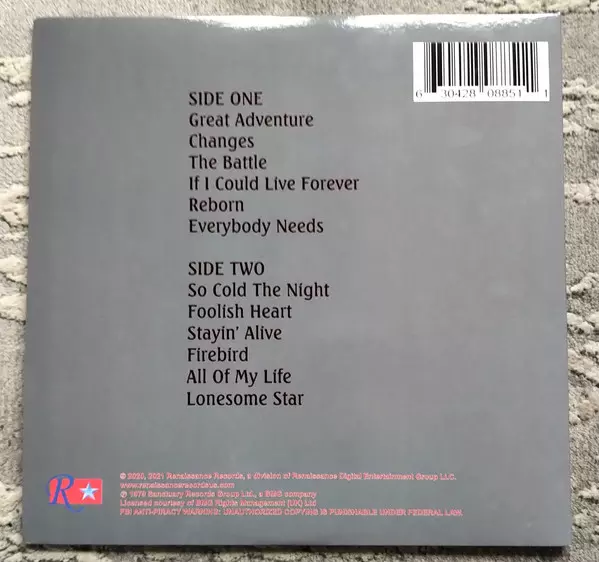 6 30428 08851 1
SIDE ONE
Great Adventure
Changes
The Battle
If I Could Live Forever
Reborn
Everybody Needs
SIDE TWO
So Cold The Night
Foolish Heart
Stayin' Alive
Firebird
All Of My Life
Lonesome Star
R
© 2020, 2021 Renaissance Records, a division of Renaissance Digital Entertainment Group LLC.
www.renaissancerecordsus.com
℗ 1979 Sanctuary Records Group Ltd., a BMG company
Licensed courtesy of BMG Rights Management (UK) Ltd
FBI ANTI-PIRACY WARNING: UNAUTHORIZED COPYING IS PUNISHABLE UNDER FEDERAL LAW.